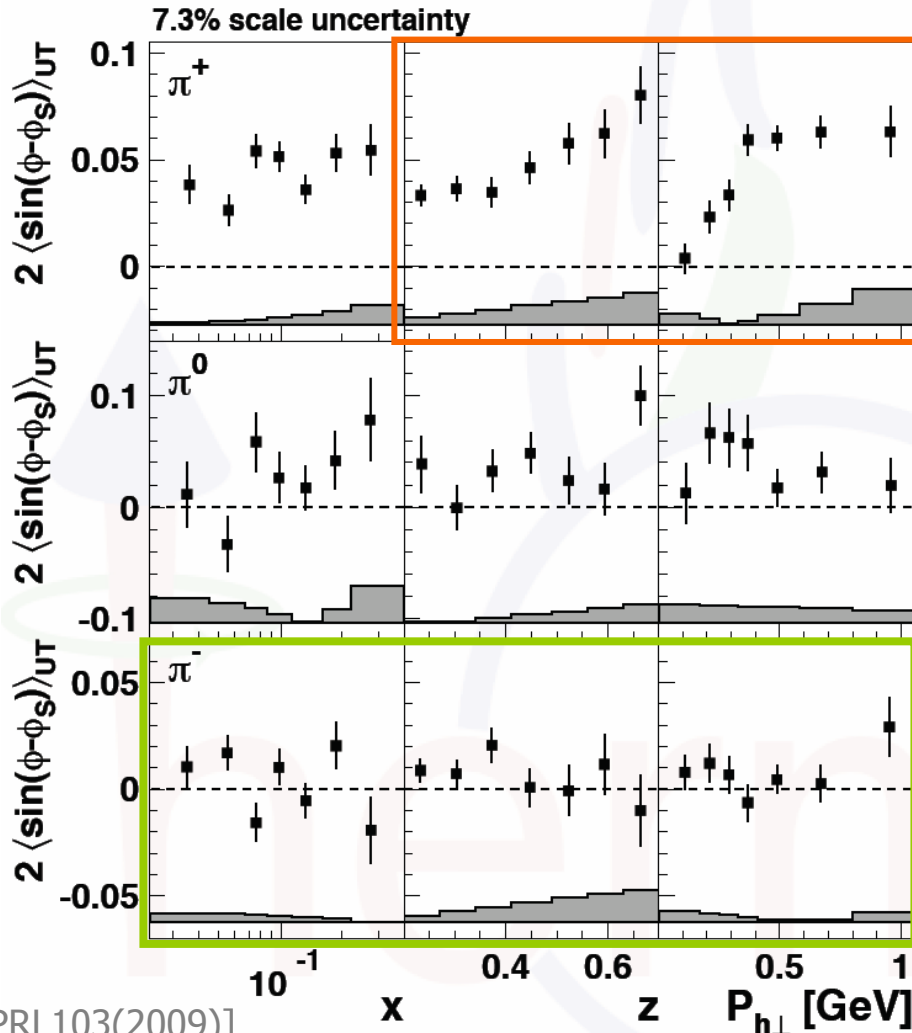 7.3% scale uncertainty
2 ⟨sin(ϕ-ϕS)⟩UT
π+
0.1
0.05
0
2 ⟨sin(ϕ-ϕS)⟩UT
π0
0.1
0
-0.1
2 ⟨sin(ϕ-ϕS)⟩UT
π-
0.05
0
-0.05
10-1 0.4 0.6 0.5 1
x z Ph⊥ [GeV]
PRL103(2009)]